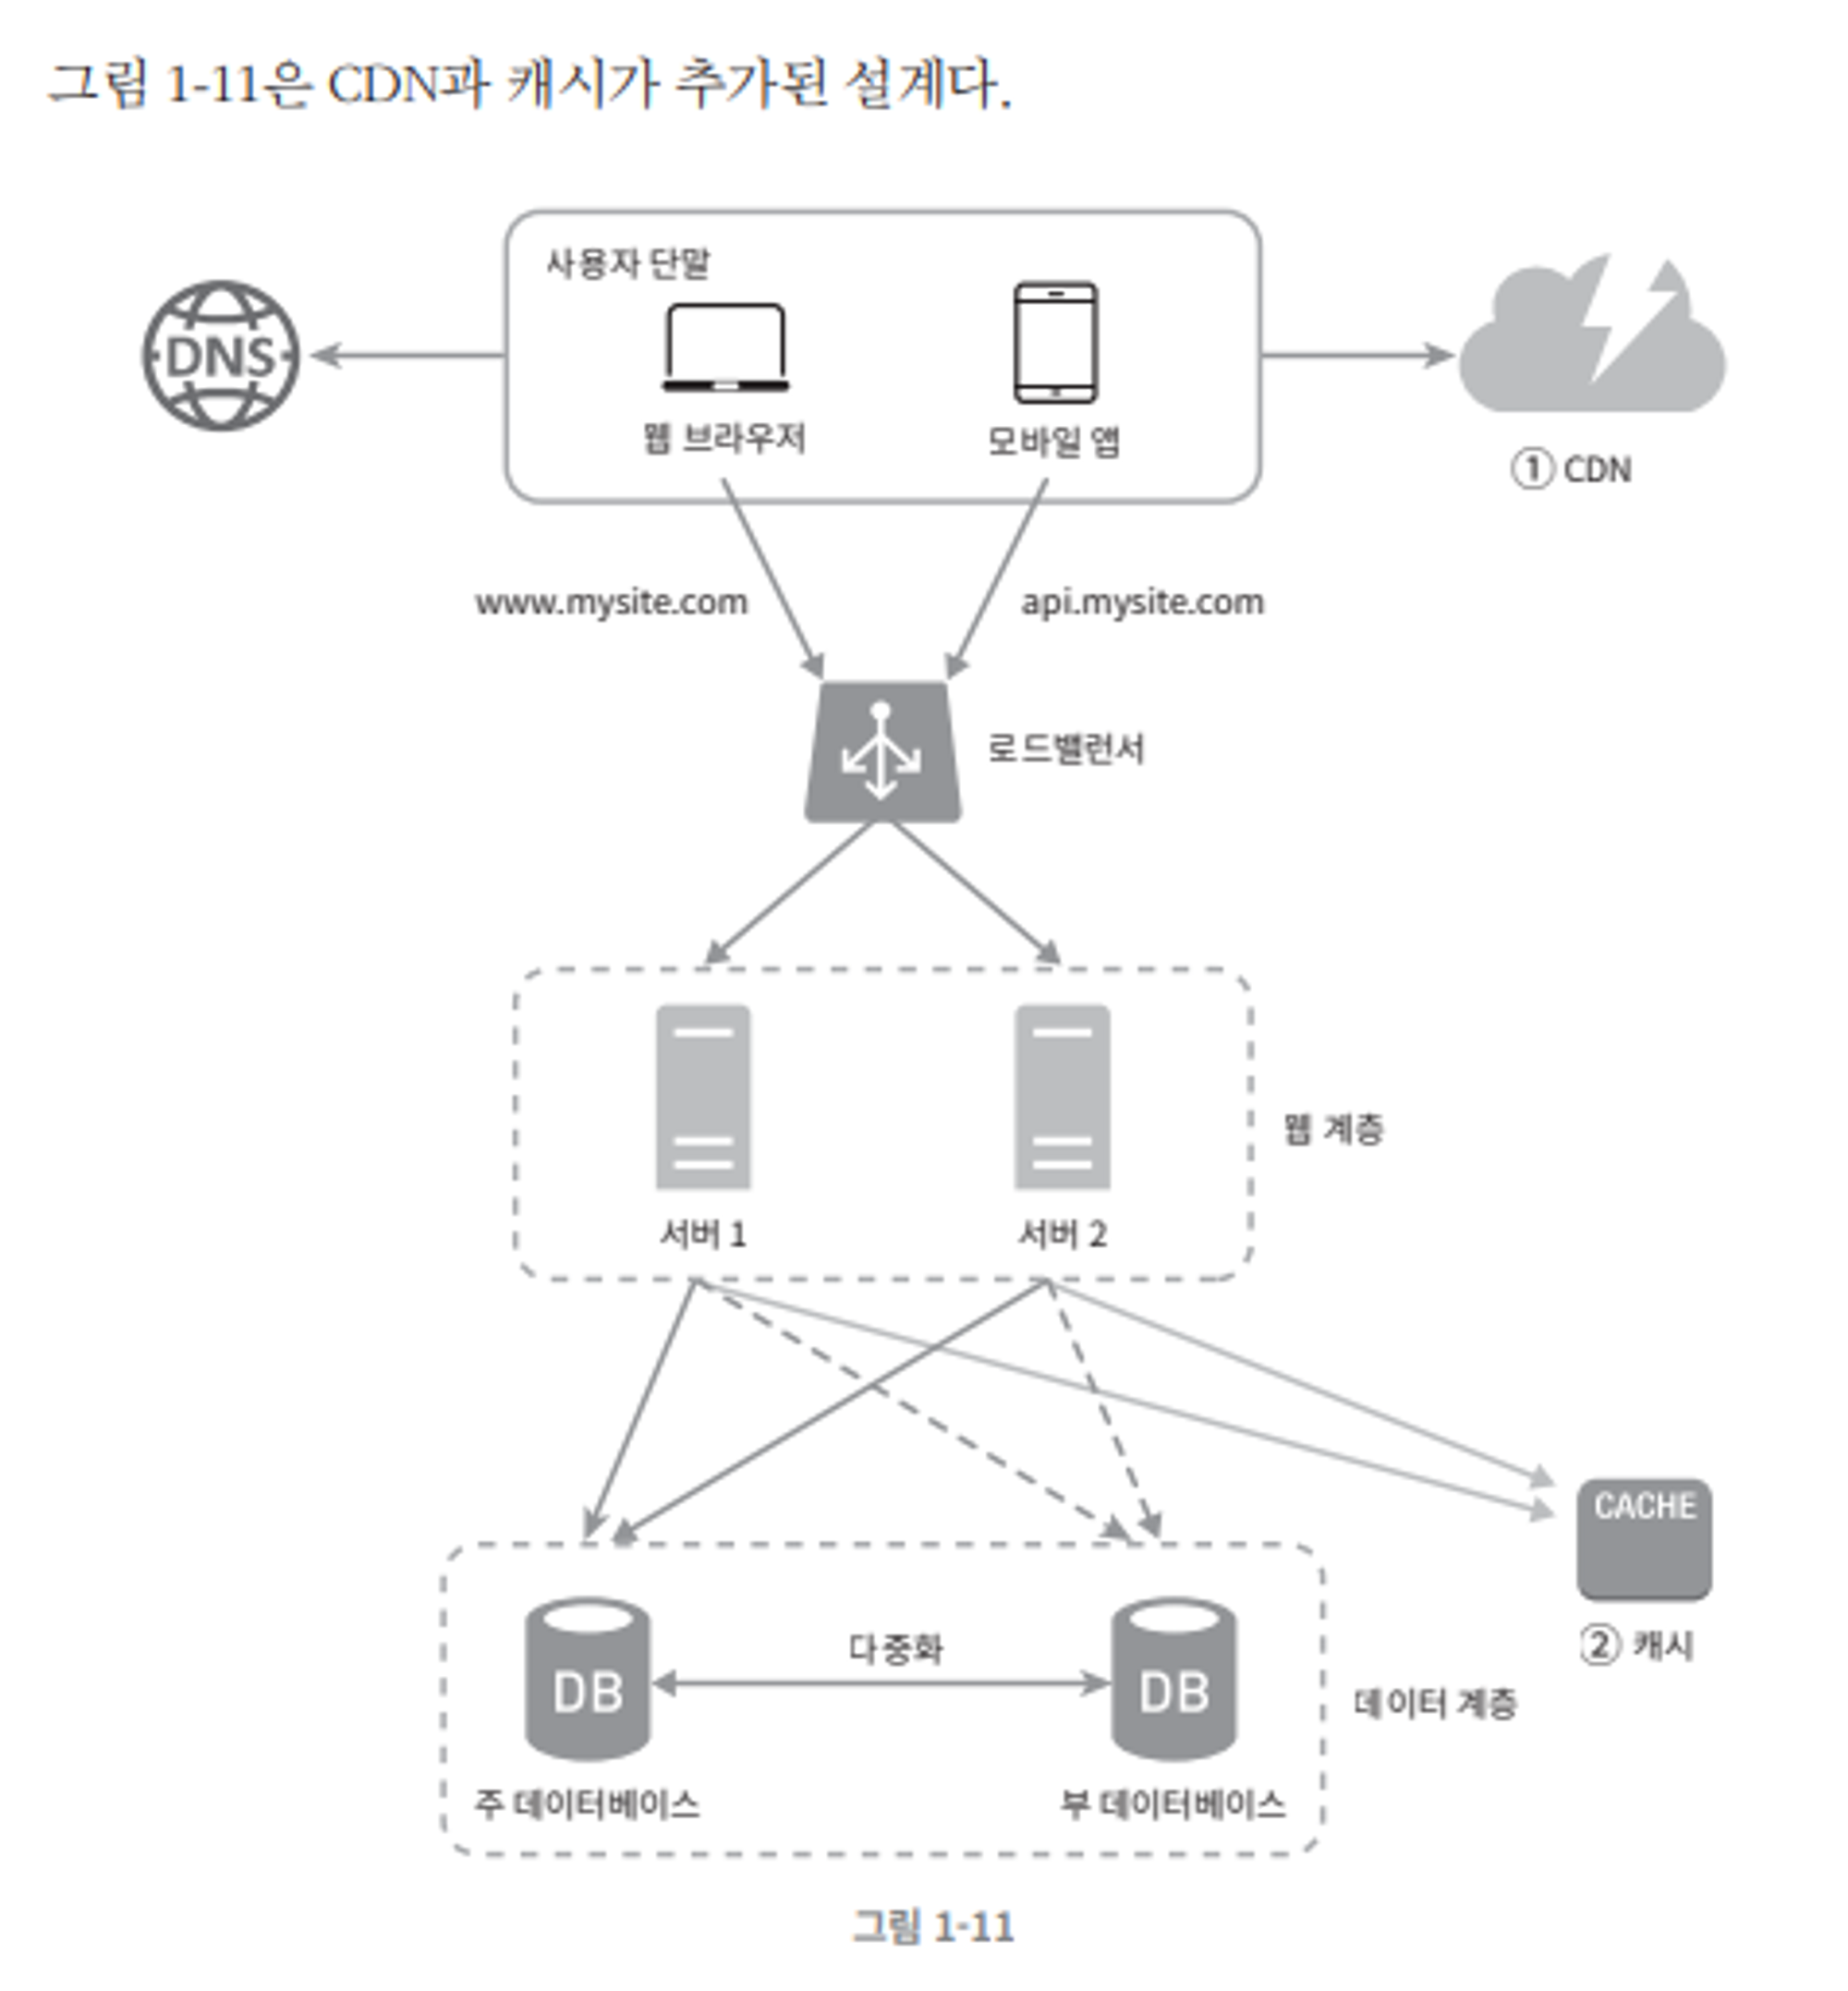 그림 1-11은 CDN과 캐시가 추가된 설계다.
사용자 단말
DNS
웹 브라우저
모바일 앱
① CDN
www.mysite.com
api.mysite.com
로드밸런서
웹 계층
서버 1
서버 2
CACHE
② 캐시
다중화
DB
DB
데이터 계층
주 데이터베이스
부 데이터베이스
그림 1-11